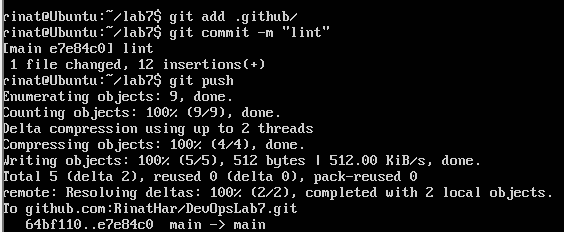 rinat@Ubuntu:~/lab7$ git add .github/
rinat@Ubuntu:~/lab7$ git commit -m "lint"
[main e7e84c0] lint
 1 file changed, 12 insertions(+)
rinat@Ubuntu:~/lab7$ git push
Enumerating objects: 9, done.
Counting objects: 100% (9/9), done.
Delta compression using up to 2 threads
Compressing objects: 100% (4/4), done.
Writing objects: 100% (5/5), 512 bytes | 512.00 KiB/s, done.
Total 5 (delta 2), reused 0 (delta 0), pack-reused 0
remote: Resolving deltas: 100% (2/2), completed with 2 local objects.
To github.com:RinatHar/DevOpsLab7.git
   64bf110..e7e84c0  main -> main